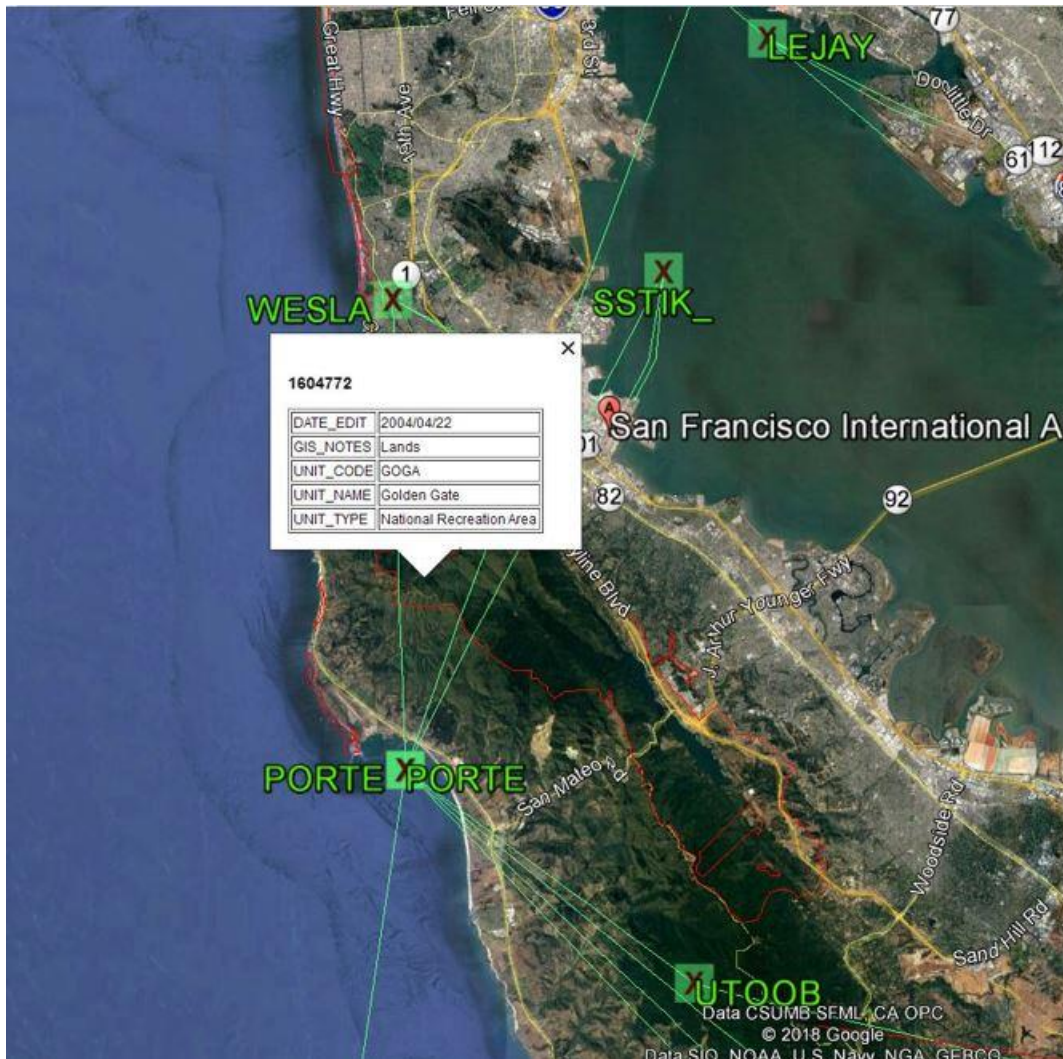 Great Hwy
19th Ave
3rd St
77
LEJAY
Doolittle Dr
61
112
1
WESLA
SSTIK_
1604772
DATE_EDIT 2004/04/22
GIS_NOTES Lands
UNIT_CODE GOGA
UNIT_NAME Golden Gate
UNIT_TYPE National Recreation Area
A
San Francisco International A
82
92
J. Arthur Younger Fwy
PORTE PORTE
San Mateo Rd
Woodside Rd
Sand Hill Rd
UTOOB
Data CSUMB SFML, CA OPC
© 2018 Google
Data SIO, NOAA, U.S. Navy, NGA, GEBCO